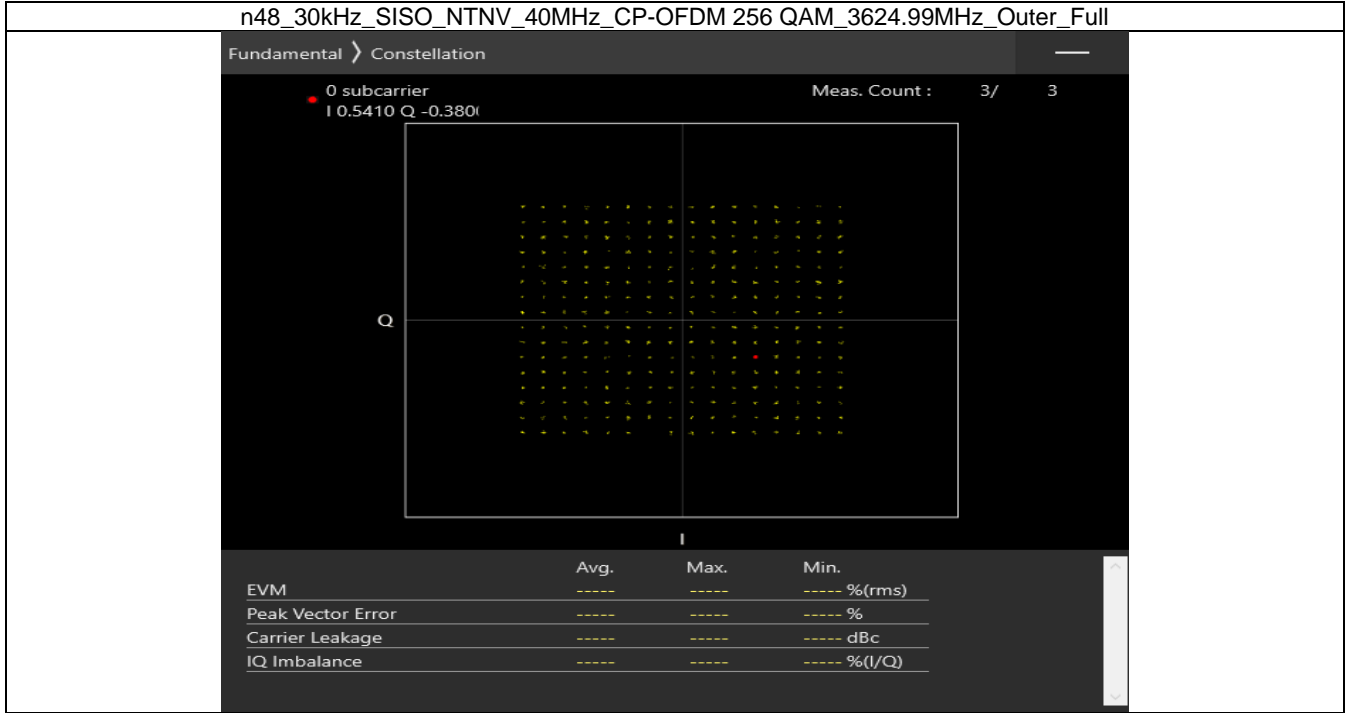 n48_30kHz_SISO_NTNV_40MHz_CP-OFDM 256 QAM_3624.99MHz_Outer_Full
Fundamental ❭ Constellation
0 subcarrier Meas. Count : 3/ 3
I 0.5410 Q -0.380(
Q
I
Avg. Max. Min.
EVM ----- ----- ----- %(rms)
Peak Vector Error ----- ----- ----- %
Carrier Leakage ----- ----- ----- dBc
IQ Imbalance ----- ----- ----- %(I/Q)